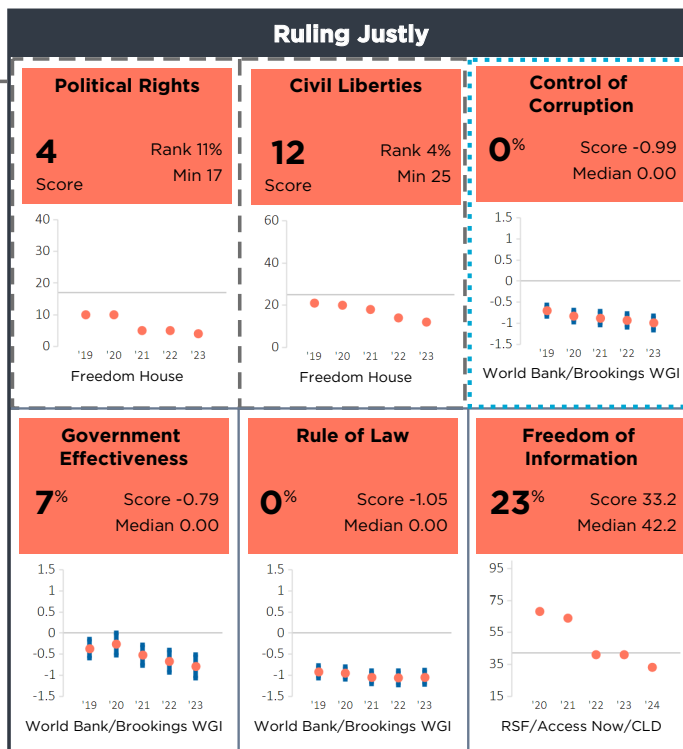 Ruling Justly
Political Rights
4
Score
Rank 11%
Min 17
40
30
20
10
0
'19
'20
'21
'22
'23
Freedom House
Civil Liberties
12
Score
Rank 4%
Min 25
60
40
20
0
'19
'20
'21
'22
'23
Freedom House
Control of
Corruption
0%
Score -0.99
Median 0.00
1.5
1
0.5
0
-0.5
-1
-1.5
'19
'20
'21
'22
'23
World Bank/Brookings WGI
Government
Effectiveness
7%
Score -0.79
Median 0.00
1.5
1
0.5
0
-0.5
-1
-1.5
'19
'20
'21
'22
'23
World Bank/Brookings WGI
Rule of Law
0%
Score -1.05
Median 0.00
1.5
1
0.5
0
-0.5
-1
-1.5
'19
'20
'21
'22
'23
World Bank/Brookings WGI
Freedom of
Information
23%
Score 33.2
Median 42.2
95
75
55
35
15
'20
'21
'22
'23
'24
RSF/Access Now/CLD